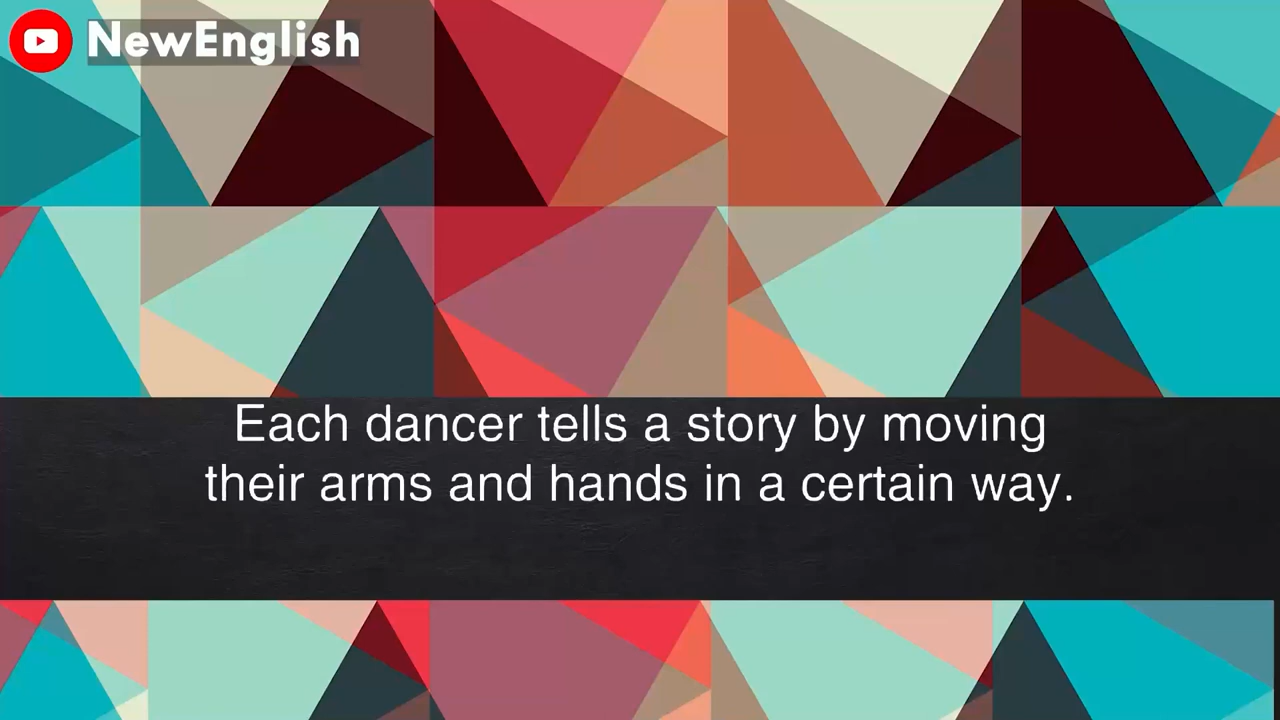 NewEnglish
Each dancer tells a story by moving
their arms and hands in a certain way.